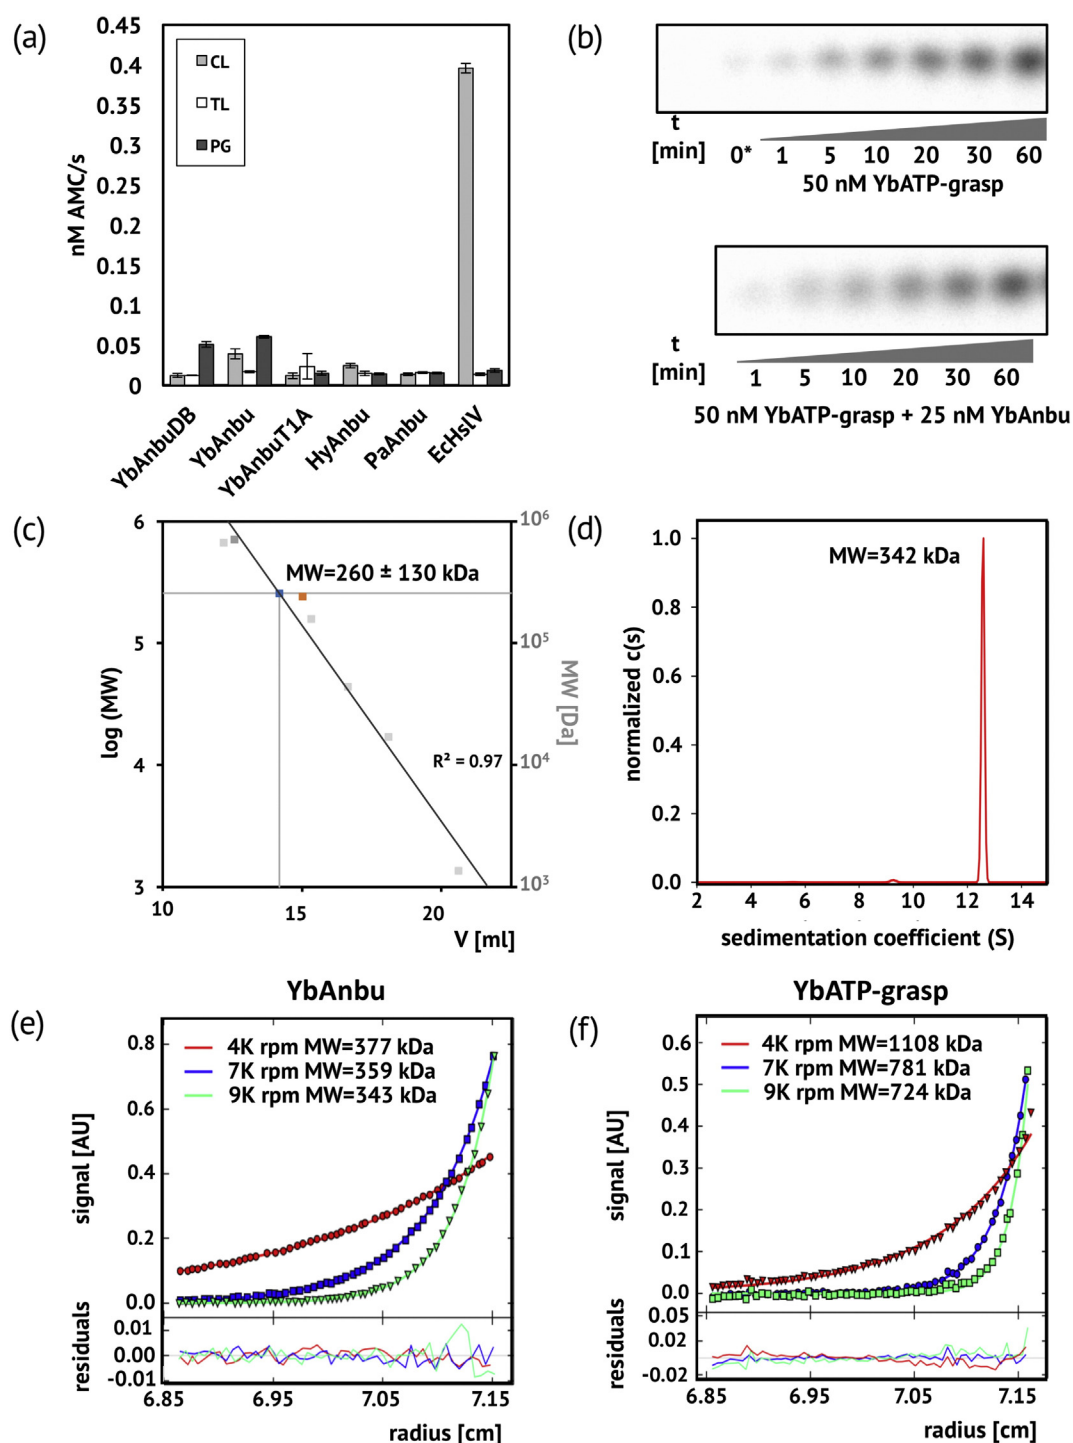 (a)
0.45
0.4
0.35
0.3
0.25
0.2
0.15
0.1
0.05
0
nM AMC/s
CL
TL
PG
YbAnbuDB
YbAnbu
YbAnbuT1A
HyAnbu
PaAnbu
EcHslV
(b)
t
[min]
0* 1 5 10 20 30 60
50 nM YbATP-grasp
t
[min]
1 5 10 20 30 60
50 nM YbATP-grasp + 25 nM YbAnbu
(c)
6
5
4
3
log (MW)
MW=260 ± 130 kDa
R² = 0.97
10⁶
10⁵
10⁴
10³
MW [Da]
10 15 20
V [ml]
(d)
1.0
0.8
0.6
0.4
0.2
0.0
normalized c(s)
MW=342 kDa
2 4 6 8 10 12 14
sedimentation coefficient (S)
YbAnbu
(e)
0.8
0.6
0.4
0.2
0.0
signal [AU]
4K rpm MW=377 kDa
7K rpm MW=359 kDa
9K rpm MW=343 kDa
0.01
0.00
-0.01
residuals
6.85 6.95 7.05 7.15
radius [cm]
YbATP-grasp
(f)
0.6
0.5
0.4
0.3
0.2
0.1
0.0
signal [AU]
4K rpm MW=1108 kDa
7K rpm MW=781 kDa
9K rpm MW=724 kDa
0.05
0.02
-0.02
residuals
6.85 6.95 7.05 7.15
radius [cm]